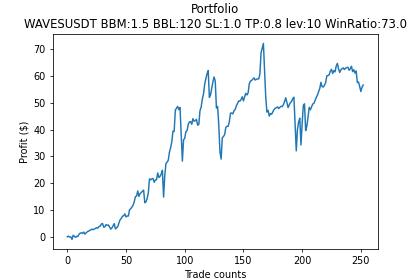 Portfolio
WAVESUSDT BBM:1.5 BBL:120 SL:1.0 TP:0.8 lev:10 WinRatio:73.0
Profit ($)
70
60
50
40
30
20
10
0
0 50 100 150 200 250
Trade counts